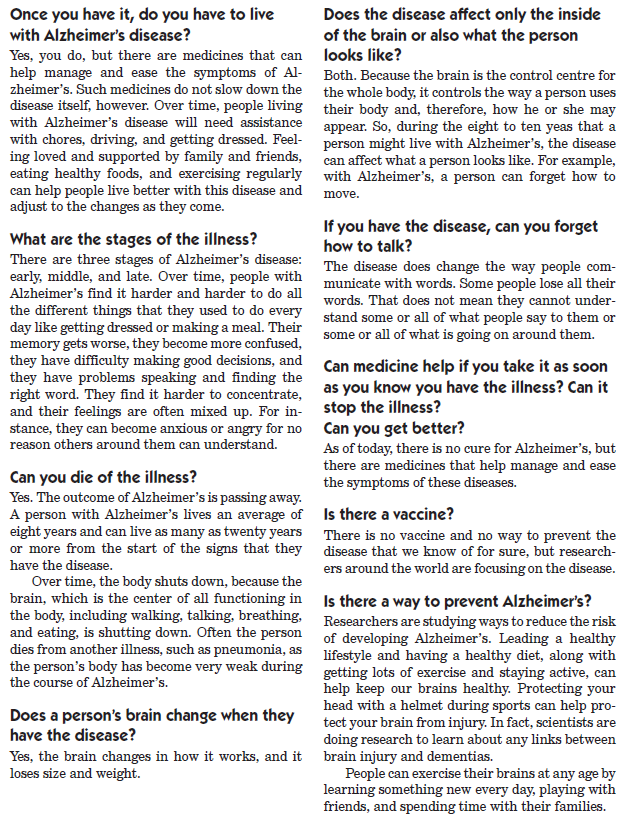 Once you have it, do you have to live
with Alzheimer's disease?
Yes, you do, but there are medicines that can
help manage and ease the symptoms of Al-
zheimer's. Such medicines do not slow down the
disease itself, however. Over time, people living
with Alzheimer's disease will need assistance
with chores, driving, and getting dressed. Feel-
ing loved and supported by family and friends,
eating healthy foods, and exercising regularly
can help people live better with this disease and
adjust to the changes as they come.
What are the stages of the illness?
There are three stages of Alzheimer's disease:
early, middle, and late. Over time, people with
Alzheimer's find it harder and harder to do all
the different things that they used to do every
day like getting dressed or making a meal. Their
memory gets worse, they become more confused,
they have difficulty making good decisions, and
they have problems speaking and finding the
right word. They find it harder to concentrate,
and their feelings are often mixed up. For in-
stance, they can become anxious or angry for no
reason others around them can understand.
Can you die of the illness?
Yes. The outcome of Alzheimer's is passing away.
A person with Alzheimer's lives an average of
eight years and can live as many as twenty years
or more from the start of the signs that they
have the disease.
Over time, the body shuts down, because the
brain, which is the center of all functioning in
the body, including walking, talking, breathing,
and eating, is shutting down. Often the person
dies from another illness, such as pneumonia, as
the person's body has become very weak during
the course of Alzheimer's.
Does a person's brain change when they
have the disease?
Yes, the brain changes in how it works, and it
loses size and weight.
Does the disease affect only the inside
of the brain or also what the person
looks like?
Both. Because the brain is the control centre for
the whole body, it controls the way a person uses
their body and, therefore, how he or she may
appear. So, during the eight to ten yeas that a
person might live with Alzheimer's, the disease
can affect what a person looks like. For example,
with Alzheimer's, a person can forget how to
move.
If you have the disease, can you forget
how to talk?
The disease does change the way people com-
municate with words. Some people lose all their
words. That does not mean they cannot under-
stand some or all of what people say to them or
some or all of what is going on around them.
Can medicine help if you take it as soon
as you know you have the illness? Can it
stop the illness?
Can you get better?
As of today, there is no cure for Alzheimer's, but
there are medicines that help manage and ease
the symptoms of these diseases.
Is there a vaccine?
There is no vaccine and no way to prevent the
disease that we know of for sure, but research-
ers around the world are focusing on the disease.
Is there a way to prevent Alzheimer's?
Researchers are studying ways to reduce the risk
of developing Alzheimer's. Leading a healthy
lifestyle and having a healthy diet, along with
getting lots of exercise and staying active, can
help keep our brains healthy. Protecting your
head with a helmet during sports can help pro-
tect your brain from injury. In fact, scientists are
doing research to learn about any links between
brain injury and dementias.
People can exercise their brains at any age by
learning something new every day, playing with
friends, and spending time with their families.